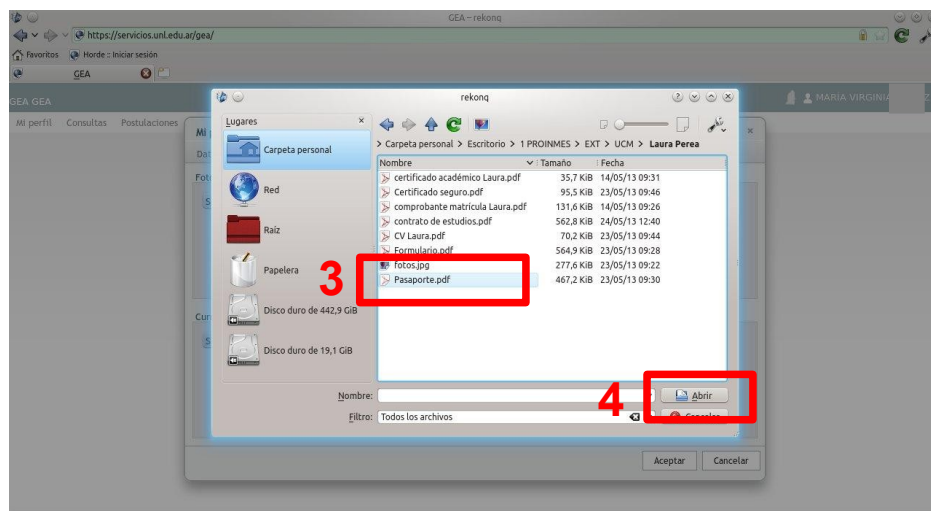 GEA – rekonq
https://servicios.unl.edu.ar/gea/
Favoritos Horde :: Iniciar sesión
GEA
GEA GEA
MARÍA VIRGINIA
Mi perfil Consultas Postulaciones
rekonq
Lugares
Carpeta personal
Red
Raíz
Papelera
Disco duro de 442,9 GiB
Disco duro de 19,1 GiB
> Carpeta personal > Escritorio > 1 PROINMES > EXT > UCM > Laura Perea
Nombre Tamaño Fecha
certificado académico Laura.pdf 35,7 KiB 14/05/13 09:31
Certificado seguro.pdf 95,5 KiB 23/05/13 09:46
comprobante matricula Laura.pdf 131,6 KiB 14/05/13 09:26
contrato de estudios.pdf 562,8 KiB 24/05/13 12:40
CV Laura.pdf 70,2 KiB 23/05/13 09:44
Formulario.pdf 564,9 KiB 23/05/13 09:28
fotos.jpg 277,6 KiB 23/05/13 09:22
Pasaporte.pdf 467,2 KiB 23/05/13 09:30
3
Nombre:
4
Abrir
Filtro: Todos los archivos
Cancelar
Aceptar Cancelar